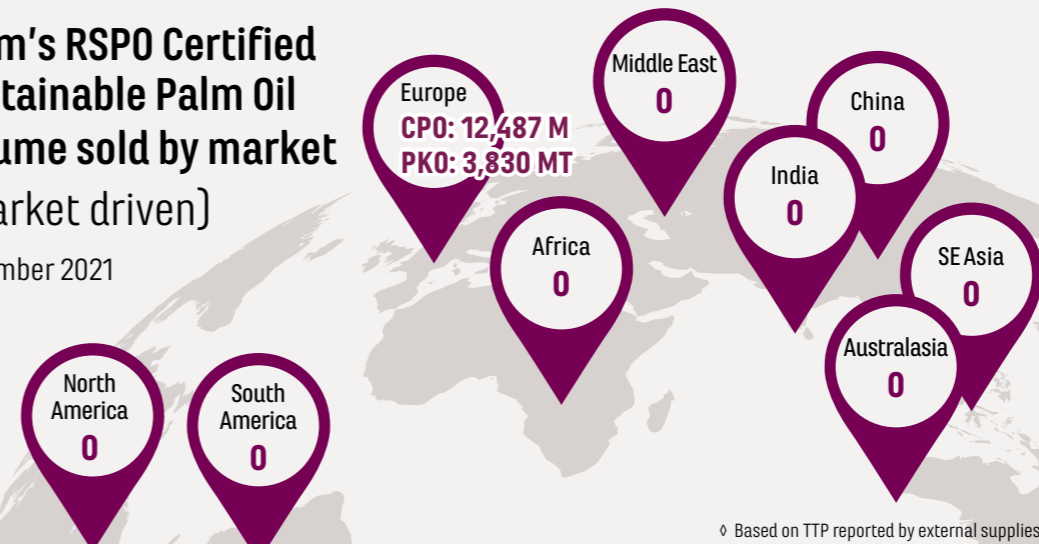 m's RSPO Certified
tainable Palm Oil
ume sold by market
arket driven)
mber 2021
Europe
CPO: 12,487 M
PKO: 3,830 MT
Middle East
0
China
0
India
0
Africa
0
SE Asia
0
Australasia
0
North
America
0
South
America
0
◊ Based on TTP reported by external supplies